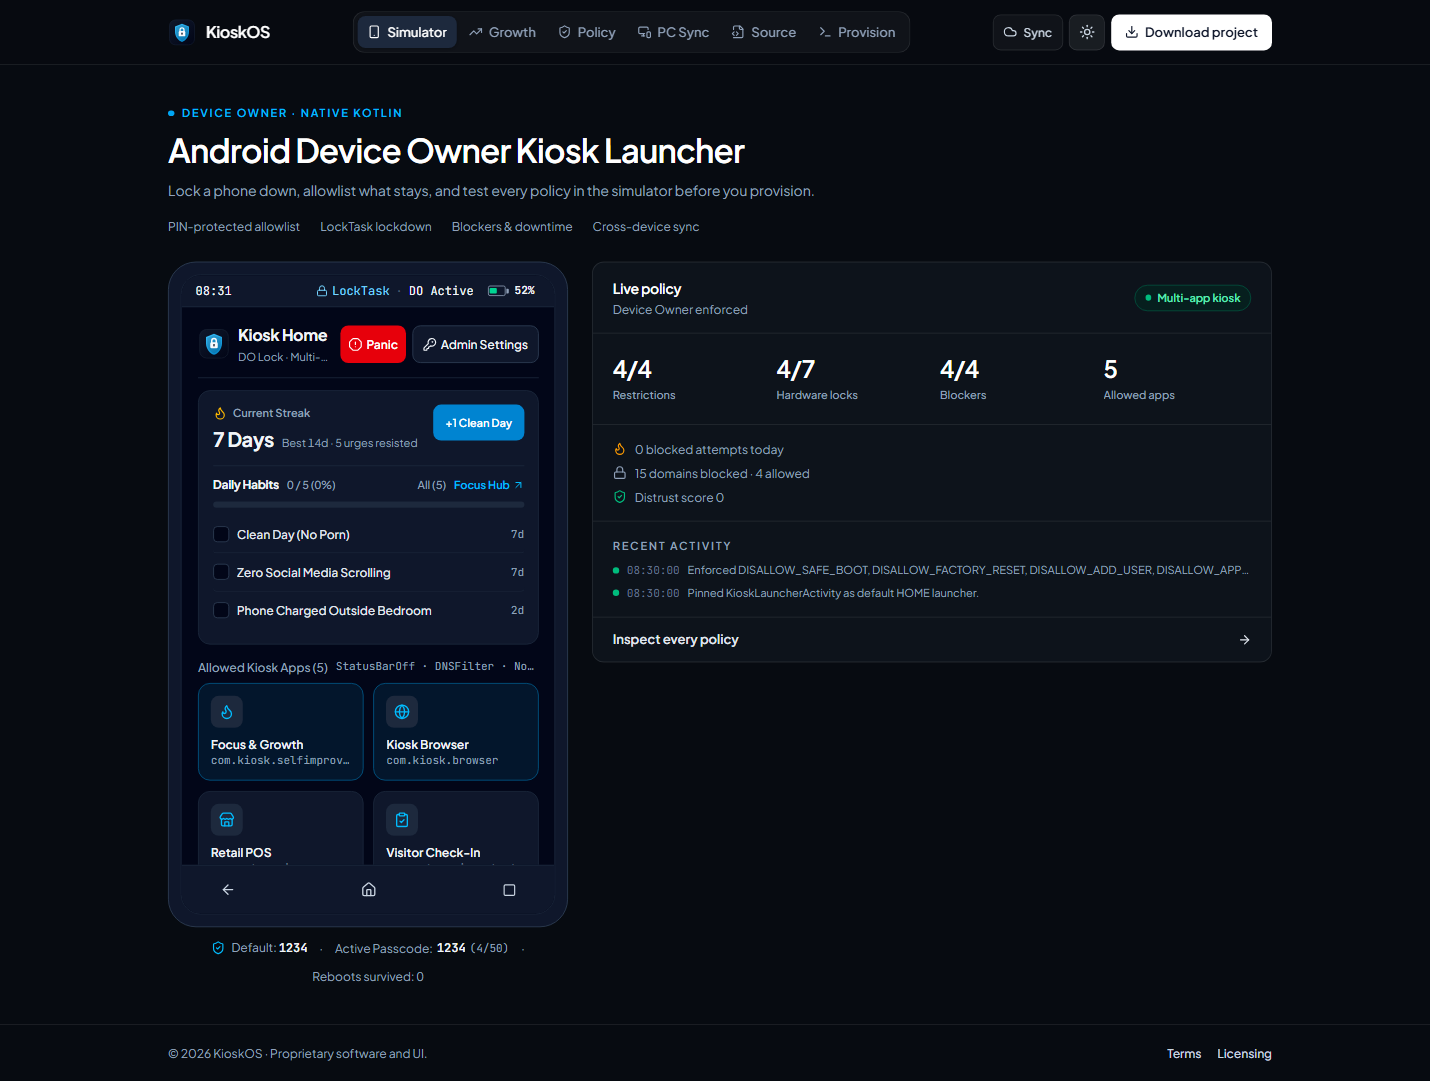 KioskOS
Simulator
Growth
Policy
PC Sync
Source
Provision
Sync
Download project
DEVICE OWNER · NATIVE KOTLIN
Android Device Owner Kiosk Launcher
Lock a phone down, allowlist what stays, and test every policy in the simulator before you provision.
PIN-protected allowlist
LockTask lockdown
Blockers & downtime
Cross-device sync
08:31
LockTask · DO Active
52%
Kiosk Home
DO Lock · Multi-...
Panic
Admin Settings
Current Streak
7 Days Best 14d · 5 urges resisted
+1 Clean Day
Daily Habits 0 / 5 (0%)
All (5) Focus Hub
Clean Day (No Porn) 7d
Zero Social Media Scrolling 7d
Phone Charged Outside Bedroom 2d
Allowed Kiosk Apps (5) StatusBarOff · DNSFilter · No…
Focus & Growth
com.kiosk.selfimprov…
Kiosk Browser
com.kiosk.browser
Retail POS
Visitor Check-In
Default: 1234 · Active Passcode: 1234 (4/50) ·
Reboots survived: 0
Live policy
Device Owner enforced
Multi-app kiosk
4/4
Restrictions
4/7
Hardware locks
4/4
Blockers
5
Allowed apps
0 blocked attempts today
15 domains blocked · 4 allowed
Distrust score 0
RECENT ACTIVITY
08:30:00 Enforced DISALLOW_SAFE_BOOT, DISALLOW_FACTORY_RESET, DISALLOW_ADD_USER, DISALLOW_APP…
08:30:00 Pinned KioskLauncherActivity as default HOME launcher.
Inspect every policy
© 2026 KioskOS · Proprietary software and UI.
Terms
Licensing